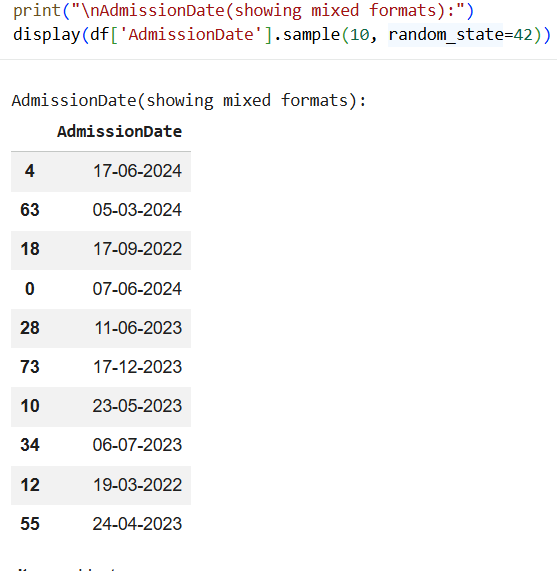 print("\nAdmissionDate(showing mixed formats):")
display(df['AdmissionDate'].sample(10, random_state=42))
AdmissionDate(showing mixed formats):
AdmissionDate
4 17-06-2024
63 05-03-2024
18 17-09-2022
0 07-06-2024
28 11-06-2023
73 17-12-2023
10 23-05-2023
34 06-07-2023
12 19-03-2022
55 24-04-2023